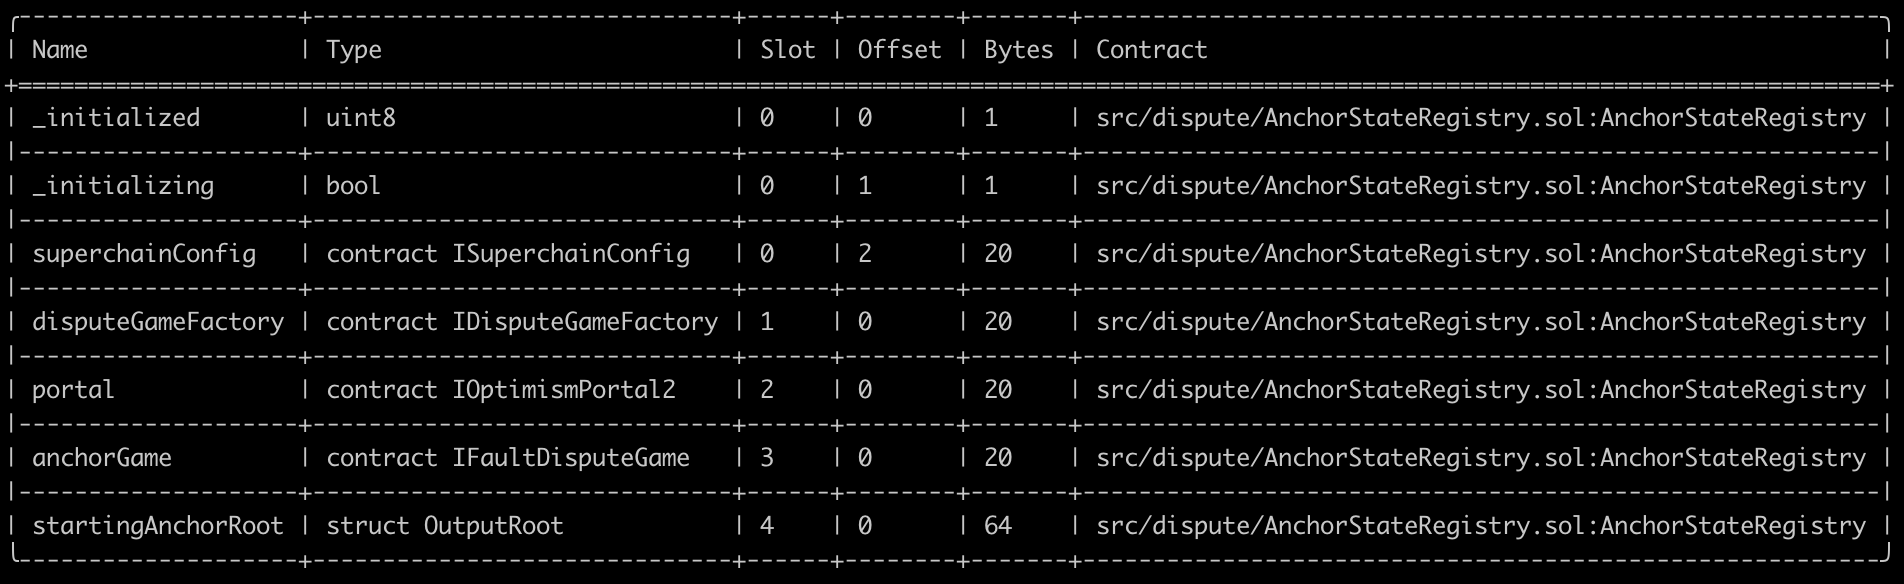 Name | Type | Slot | Offset | Bytes | Contract
_initialized | uint8 | 0 | 0 | 1 | src/dispute/AnchorStateRegistry.sol:AnchorStateRegistry
_initializing | bool | 0 | 1 | 1 | src/dispute/AnchorStateRegistry.sol:AnchorStateRegistry
superchainConfig | contract ISuperchainConfig | 0 | 2 | 20 | src/dispute/AnchorStateRegistry.sol:AnchorStateRegistry
disputeGameFactory | contract IDisputeGameFactory | 1 | 0 | 20 | src/dispute/AnchorStateRegistry.sol:AnchorStateRegistry
portal | contract IOptimismPortal2 | 2 | 0 | 20 | src/dispute/AnchorStateRegistry.sol:AnchorStateRegistry
anchorGame | contract IFaultDisputeGame | 3 | 0 | 20 | src/dispute/AnchorStateRegistry.sol:AnchorStateRegistry
startingAnchorRoot | struct OutputRoot | 4 | 0 | 64 | src/dispute/AnchorStateRegistry.sol:AnchorStateRegistry